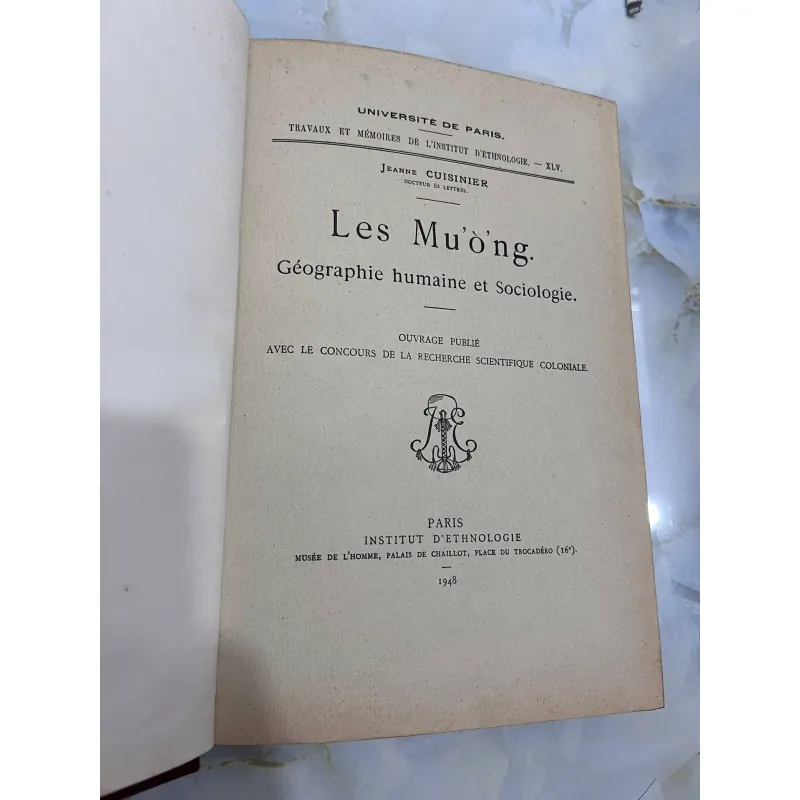 UNIVERSITÉ DE PARIS.
TRAVAUX ET MÉMOIRES DE L'INSTITUT D'ETHNOLOGIE. — XLV.
JEANNE CUISINIER
DOCTEUR ÈS LETTRES.
Les Mu'ò'ng.
Géographie humaine et Sociologie.
OUVRAGE PUBLIÉ
AVEC LE CONCOURS DE LA RECHERCHE SCIENTIFIQUE COLONIALE.
PARIS
INSTITUT D'ETHNOLOGIE
MUSÉE DE L'HOMME, PALAIS DE CHAILLOT, PLACE DU TROCADÉRO (16e).
1948